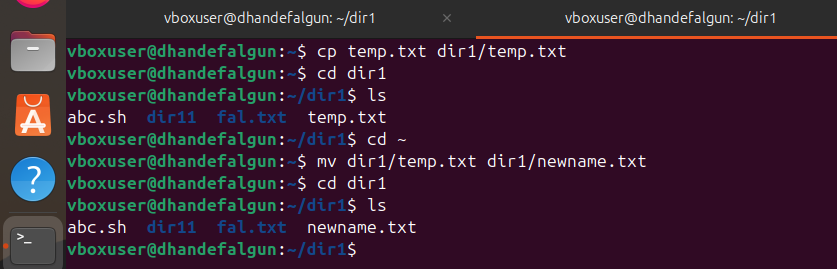 vboxuser@dhandefalgun: ~/dir1 × vboxuser@dhandefalgun: ~/dir1
vboxuser@dhandefalgun:~$ cp temp.txt dir1/temp.txt
vboxuser@dhandefalgun:~$ cd dir1
vboxuser@dhandefalgun:~/dir1$ ls
abc.sh  dir11  fal.txt  temp.txt
vboxuser@dhandefalgun:~/dir1$ cd ~
vboxuser@dhandefalgun:~$ mv dir1/temp.txt dir1/newname.txt
vboxuser@dhandefalgun:~$ cd dir1
vboxuser@dhandefalgun:~/dir1$ ls
abc.sh  dir11  fal.txt  newname.txt
vboxuser@dhandefalgun:~/dir1$